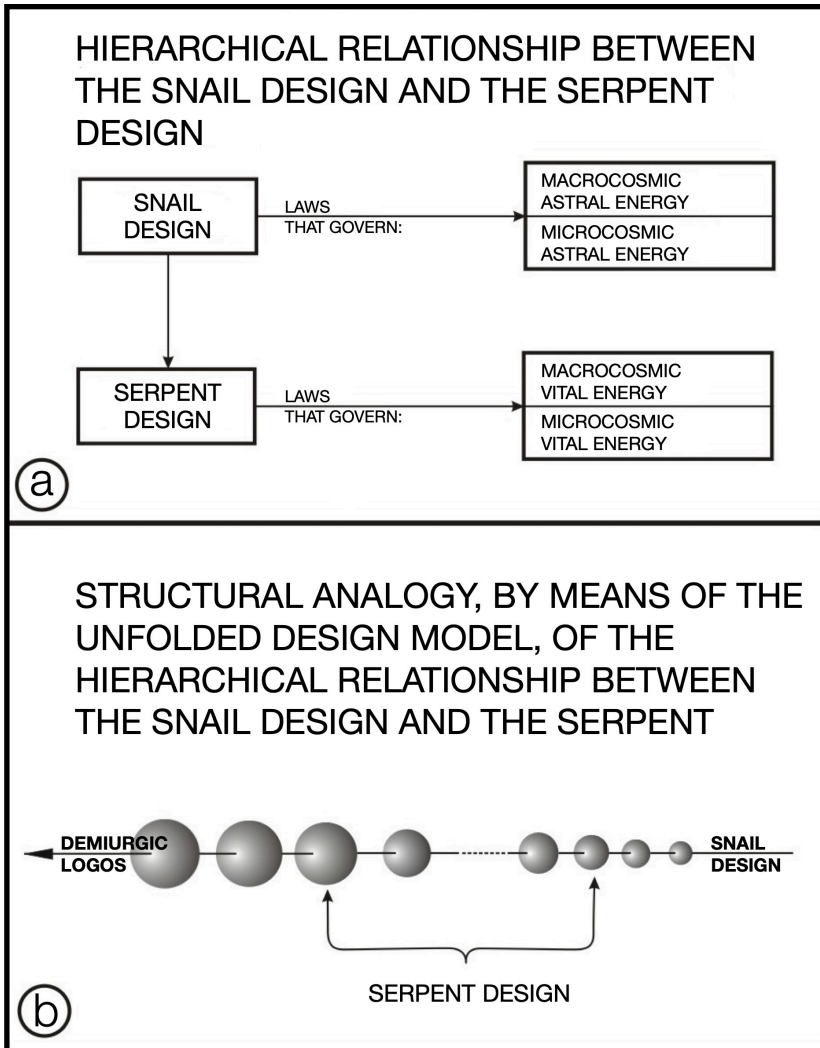 HIERARCHICAL RELATIONSHIP BETWEEN
THE SNAIL DESIGN AND THE SERPENT
DESIGN
SNAIL
DESIGN
LAWS
THAT GOVERN:
MACROCOSMIC
ASTRAL ENERGY
MICROCOSMIC
ASTRAL ENERGY
SERPENT
DESIGN
LAWS
THAT GOVERN:
MACROCOSMIC
VITAL ENERGY
MICROCOSMIC
VITAL ENERGY
a
STRUCTURAL ANALOGY, BY MEANS OF THE
UNFOLDED DESIGN MODEL, OF THE
HIERARCHICAL RELATIONSHIP BETWEEN
THE SNAIL DESIGN AND THE SERPENT
DEMIURGIC
LOGOS
SNAIL
DESIGN
SERPENT DESIGN
b